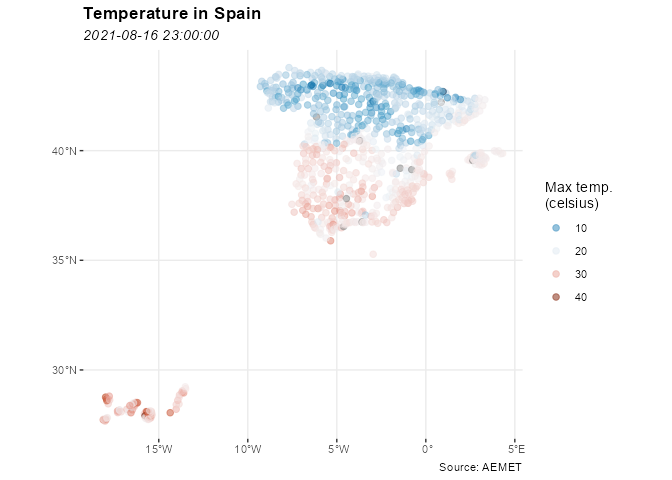 Temperature in Spain
2021-08-16 23:00:00
40°N
35°N
30°N
15°W
10°W
5°W
0°
5°E
Max temp.
(celsius)
10
20
30
40
Source: AEMET